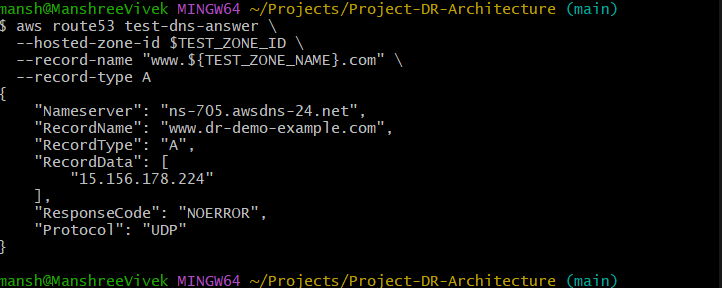 mansh@ManshreeVivek MINGW64 ~/Projects/Project-DR-Architecture (main)
$ aws route53 test-dns-answer \
  --hosted-zone-id $TEST_ZONE_ID \
  --record-name "www.${TEST_ZONE_NAME}.com" \
  --record-type A
{
    "Nameserver": "ns-705.awsdns-24.net",
    "RecordName": "www.dr-demo-example.com",
    "RecordType": "A",
    "RecordData": [
        "15.156.178.224"
    ],
    "ResponseCode": "NOERROR",
    "Protocol": "UDP"
}
mansh@ManshreeVivek MINGW64 ~/Projects/Project-DR-Architecture (main)